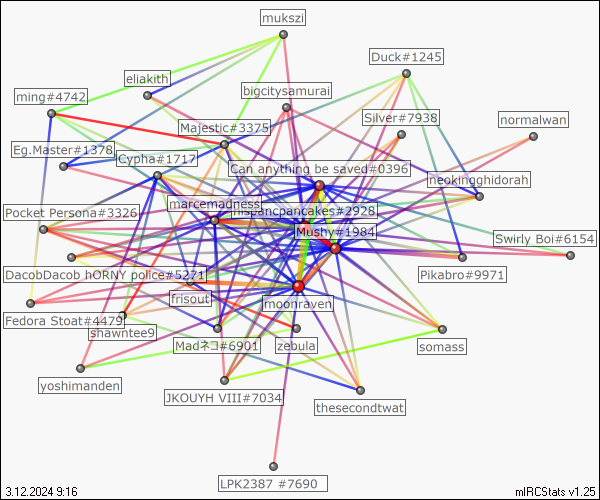 mukszi
Duck#1245
eliakith
bigcitysamurai
ming#4742
Silver#7938
normalwan
Majestic#3375
Eg.Master#1378
Cypha#1717
Can anything be saved#0396
neokingghidorah
marcemadness
Pocket Persona#3326
hispancpancakes#2928
Mushy#1984
Swirly Boi#6154
DacobDacob
hORNY police#5271
Pikabro#9971
frisout
moonraven
Fedora Stoat#4479
shawntee9
Madネコ#6901
zebula
somass
yoshimanden
JKOUYH VIII#7034
thesecondtwat
LPK2387 #7690
3.12.2024 9:16
mIRCStats v1.25